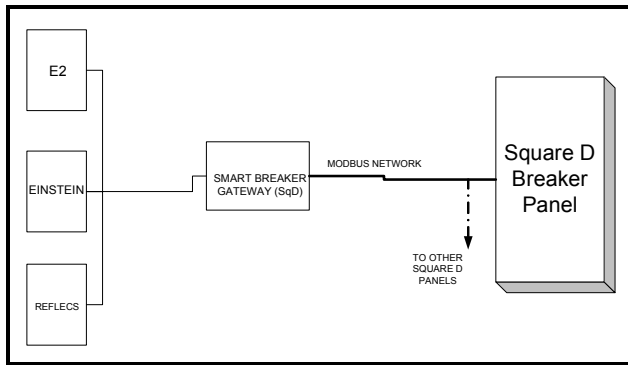 E2
EINSTEIN
REFLECS
SMART BREAKER
GATEWAY (SqD)
MODBUS NETWORK
TO OTHER
SQUARE D
PANELS
Square D
Breaker
Panel